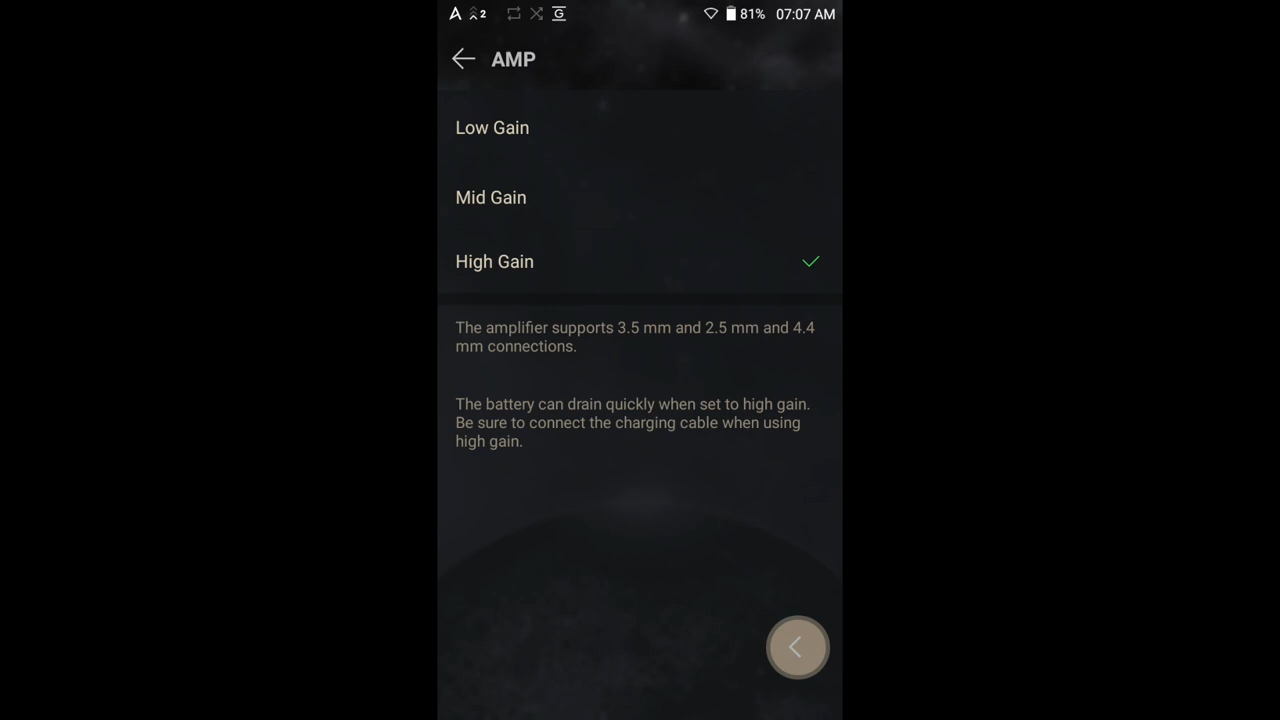 2 G 81% 07:07 AM
AMP
Low Gain
Mid Gain
High Gain
The amplifier supports 3.5 mm and 2.5 mm and 4.4
mm connections.
The battery can drain quickly when set to high gain.
Be sure to connect the charging cable when using
high gain.